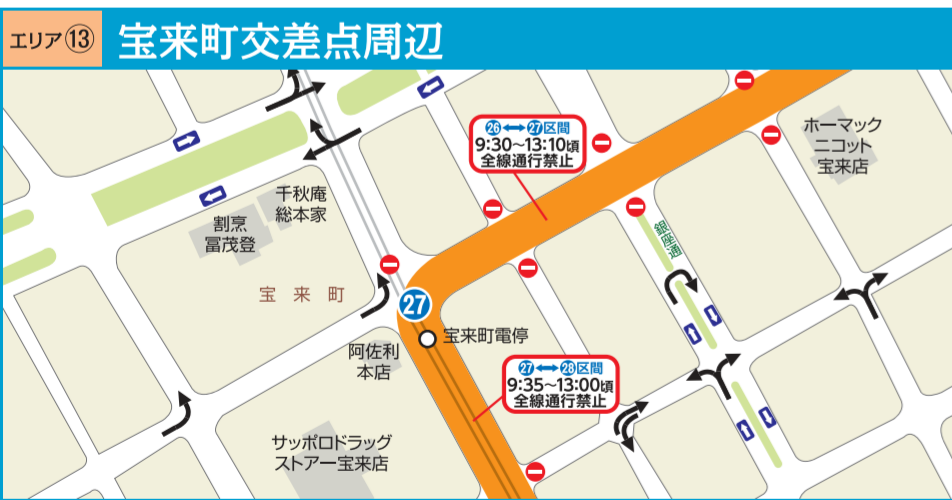 エリア⑬ 宝来町交差点周辺
26⟷27区間
9:30〜13:10頃
全線通行禁止
ホーマック
ニコット
宝来店
千秋庵
総本家
割烹
冨茂登
銀座通
宝来町
27
宝来町電停
阿佐利
本店
27⟷28区間
9:35〜13:00頃
全線通行禁止
サッポロドラッグ
ストアー宝来店